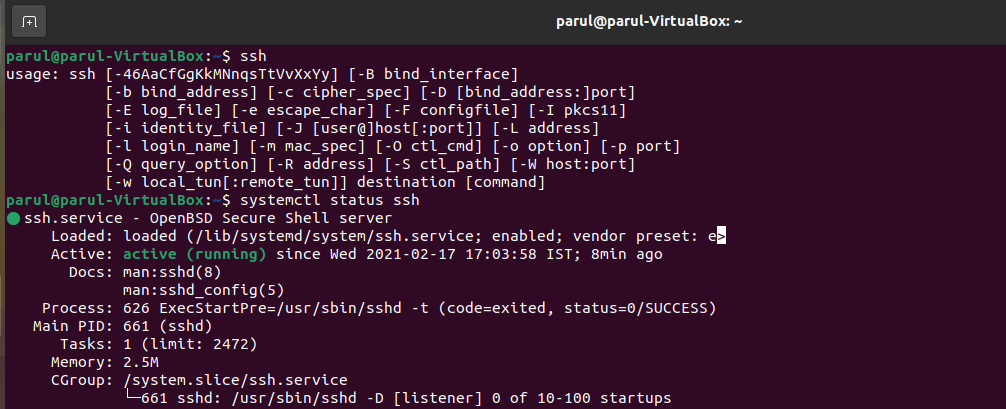 parul@parul-VirtualBox: ~
parul@parul-VirtualBox:~$ ssh
usage: ssh [-46AaCfGgKkMNnqsTtVvXxYy] [-B bind_interface]
           [-b bind_address] [-c cipher_spec] [-D [bind_address:]port]
           [-E log_file] [-e escape_char] [-F configfile] [-I pkcs11]
           [-i identity_file] [-J [user@]host[:port]] [-L address]
           [-l login_name] [-m mac_spec] [-O ctl_cmd] [-o option] [-p port]
           [-Q query_option] [-R address] [-S ctl_path] [-W host:port]
           [-w local_tun[:remote_tun]] destination [command]
parul@parul-VirtualBox:~$ systemctl status ssh
● ssh.service - OpenBSD Secure Shell server
     Loaded: loaded (/lib/systemd/system/ssh.service; enabled; vendor preset: e>
     Active: active (running) since Wed 2021-02-17 17:03:58 IST; 8min ago
       Docs: man:sshd(8)
             man:sshd_config(5)
    Process: 626 ExecStartPre=/usr/sbin/sshd -t (code=exited, status=0/SUCCESS)
   Main PID: 661 (sshd)
      Tasks: 1 (limit: 2472)
     Memory: 2.5M
     CGroup: /system.slice/ssh.service
             └─661 sshd: /usr/sbin/sshd -D [listener] 0 of 10-100 startups